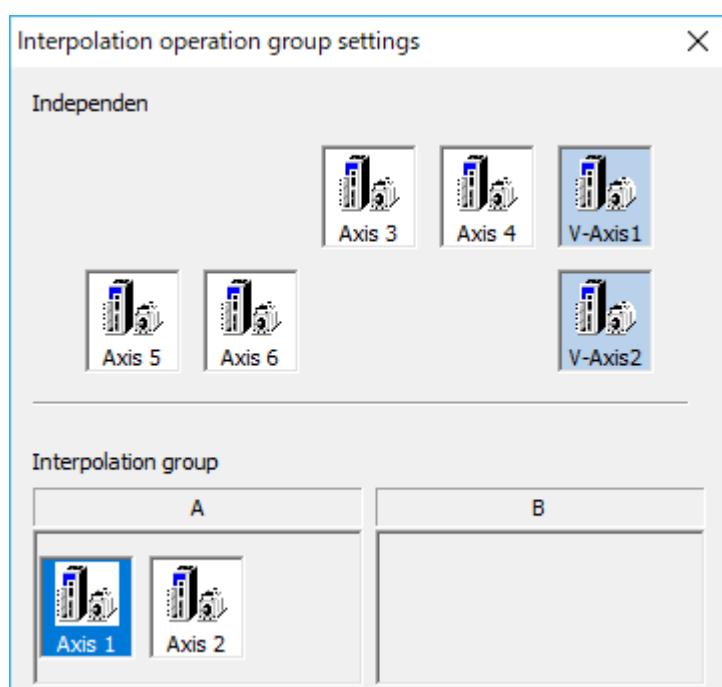 Interpolation operation group settings
Independen
Axis 3 Axis 4 V-Axis1
Axis 5 Axis 6 V-Axis2
Interpolation group
A B
Axis 1 Axis 2